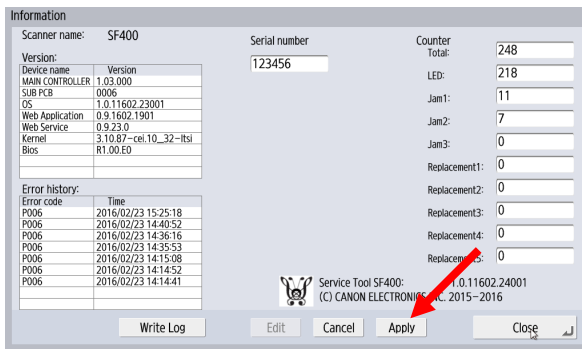 Information
Scanner name: SF400
Version:
Device name Version
MAIN CONTROLLER 1.03.000
SUB PCB 0006
OS 1.0.11602.23001
Web Application 0.9.1602.1901
Web Service 0.9.23.0
Kernel 3.10.87-cei.10_32-ltsi
Bios R1.00.E0
Error history:
Error code Time
P006 2016/02/23 15:25:18
P006 2016/02/23 14:40:52
P006 2016/02/23 14:36:16
P006 2016/02/23 14:35:53
P006 2016/02/23 14:15:08
P006 2016/02/23 14:14:52
P006 2016/02/23 14:14:41
Serial number
123456
Counter
Total: 248
LED: 218
Jam1: 11
Jam2: 7
Jam3: 0
Replacement1: 0
Replacement2: 0
Replacement3: 0
Replacement4: 0
Replacement5: 0
Service Tool SF400: 1.0.11602.24001
(C) CANON ELECTRONICS INC. 2015-2016
Write Log Edit Cancel Apply Close